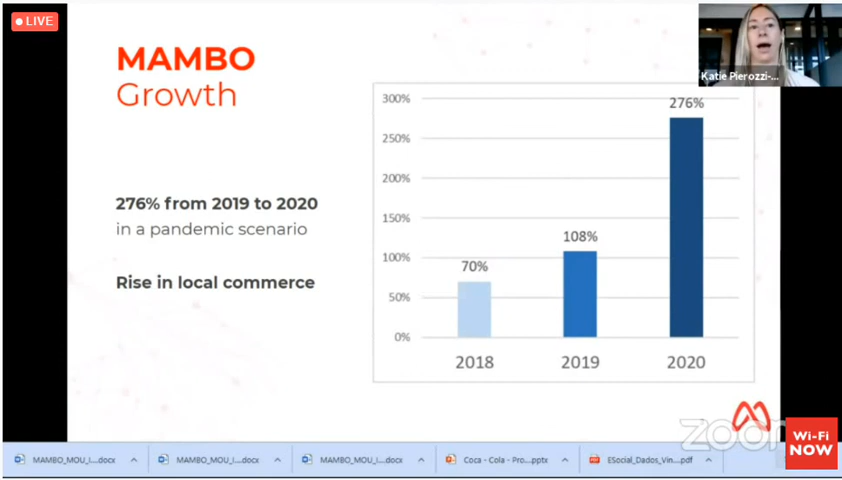 LIVE
MAMBO
Growth
276% from 2019 to 2020
in a pandemic scenario
Rise in local commerce
300%
250%
200%
150%
100%
50%
0%
70%
108%
276%
2018
2019
2020
Katie Pierozzi-...
zoom
Wi-Fi
NOW
MAMBO_MOU_I....docx
MAMBO_MOU_I....docx
MAMBO_MOU_I....docx
Coca - Cola - Pro....pptx
ESocial_Dados_Vin....pdf